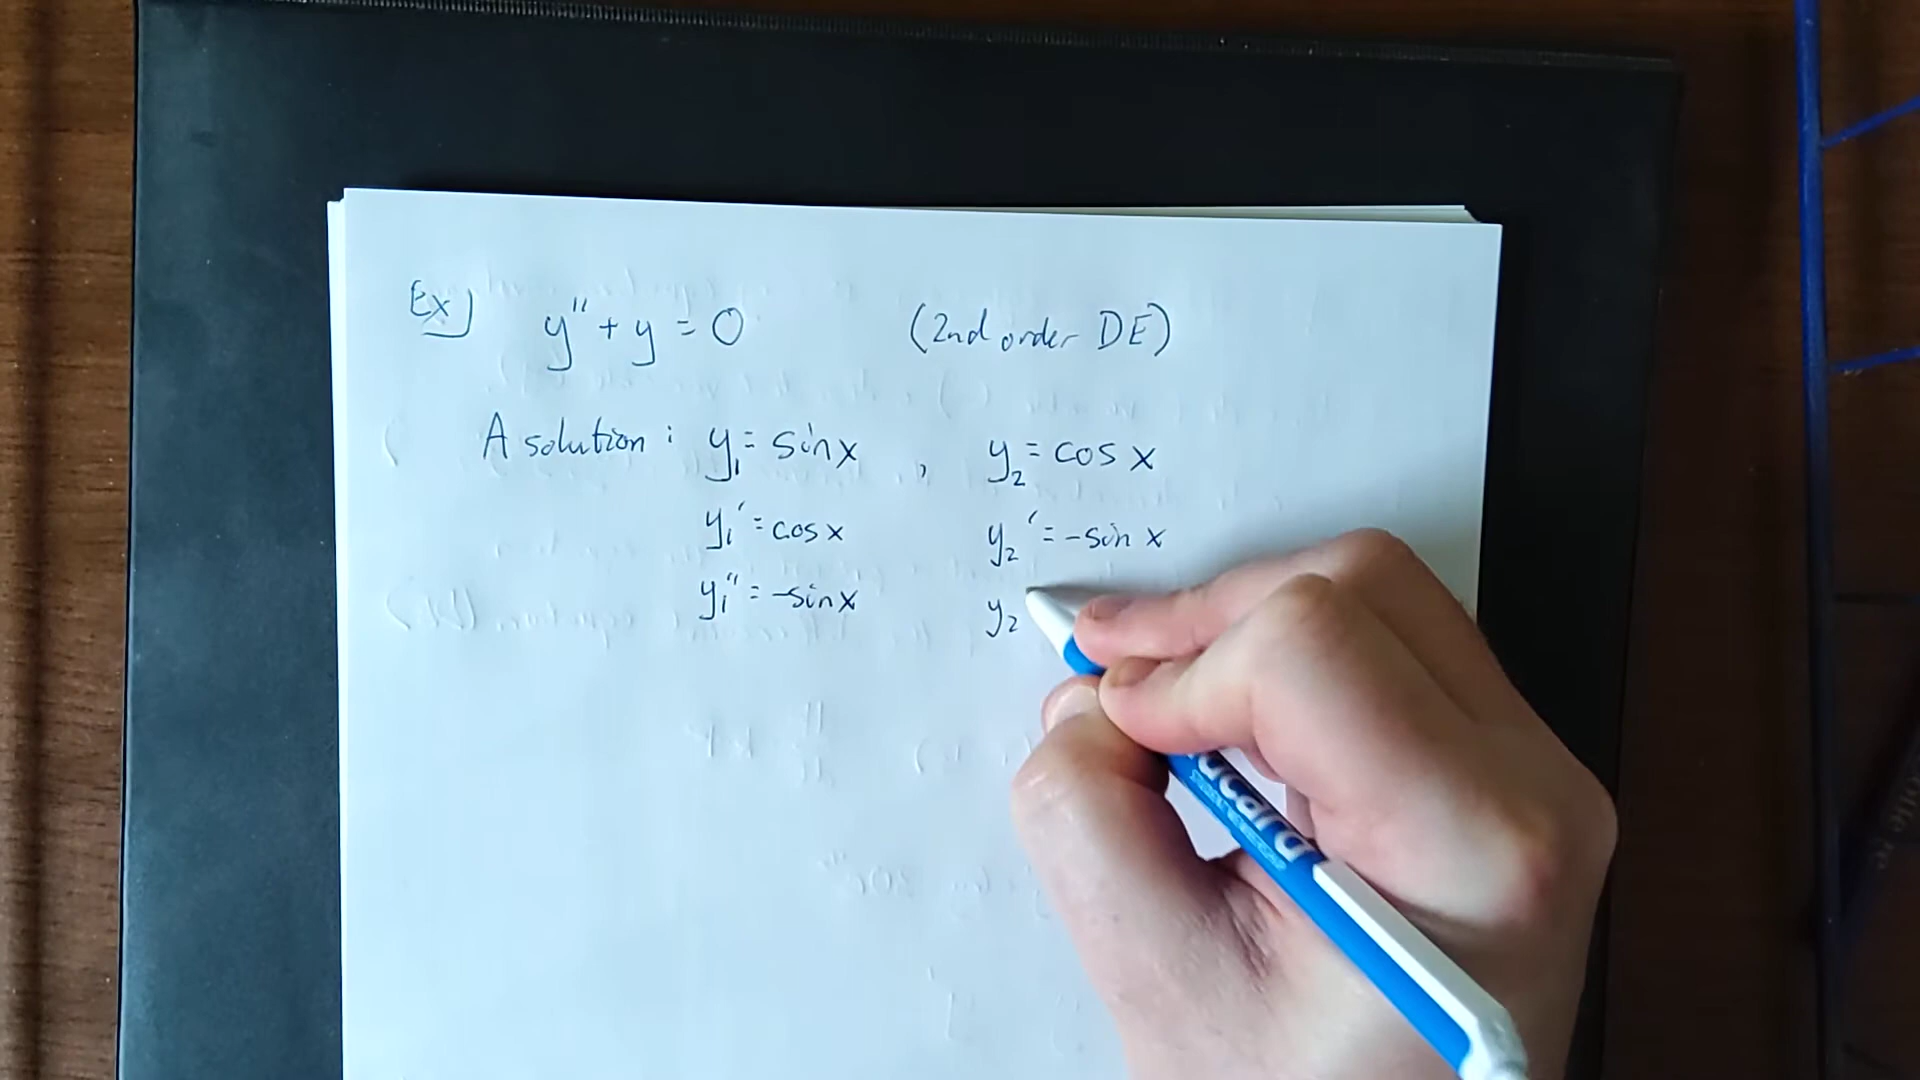 Ex) y'' + y = 0 (2nd order DE)
A solution: y₁ = sin x , y₂ = cos x
y₁' = cos x y₂' = -sin x
y₁'' = -sin x y₂